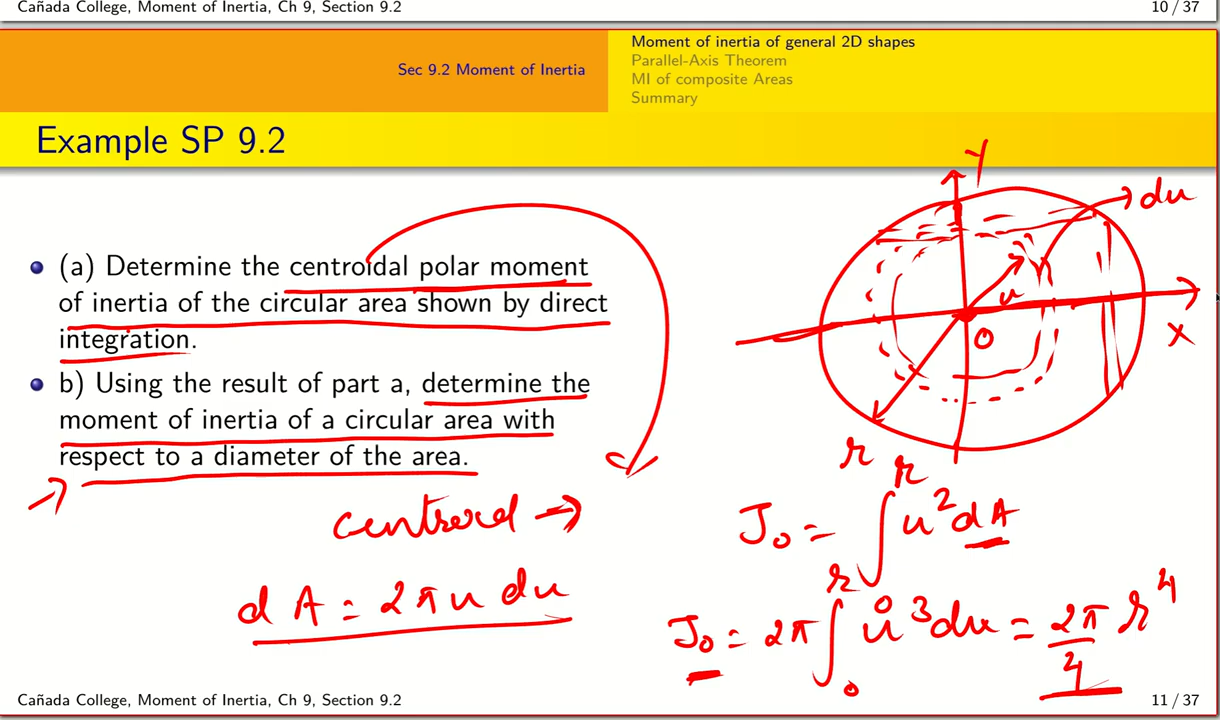 Cañada College, Moment of Inertia, Ch 9, Section 9.2 10 / 37
Sec 9.2 Moment of Inertia
Moment of inertia of general 2D shapes
Parallel-Axis Theorem
MI of composite Areas
Summary
Example SP 9.2
(a) Determine the centroidal polar moment
of inertia of the circular area shown by direct
integration.
b) Using the result of part a, determine the
moment of inertia of a circular area with
respect to a diameter of the area.
Y
du
u
O
X
r
centroid →
dA = 2πu du
J₀ = ∫₀ʳ u² dA
J₀ = 2π ∫₀ʳ u³ du = 2π/4 r⁴
Cañada College, Moment of Inertia, Ch 9, Section 9.2 11 / 37